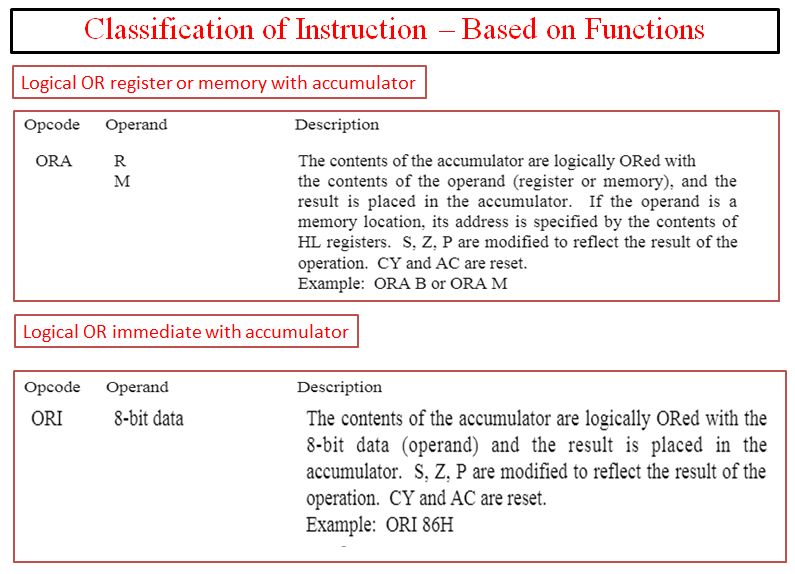 Classification of Instruction – Based on Functions
Logical OR register or memory with accumulator
Opcode Operand Description
ORA R The contents of the accumulator are logically ORed with
M the contents of the operand (register or memory), and the
result is placed in the accumulator. If the operand is a
memory location, its address is specified by the contents of
HL registers. S, Z, P are modified to reflect the result of the
operation. CY and AC are reset.
Example: ORA B or ORA M
Logical OR immediate with accumulator
Opcode Operand Description
ORI 8-bit data The contents of the accumulator are logically ORed with the
8-bit data (operand) and the result is placed in the
accumulator. S, Z, P are modified to reflect the result of the
operation. CY and AC are reset.
Example: ORI 86H